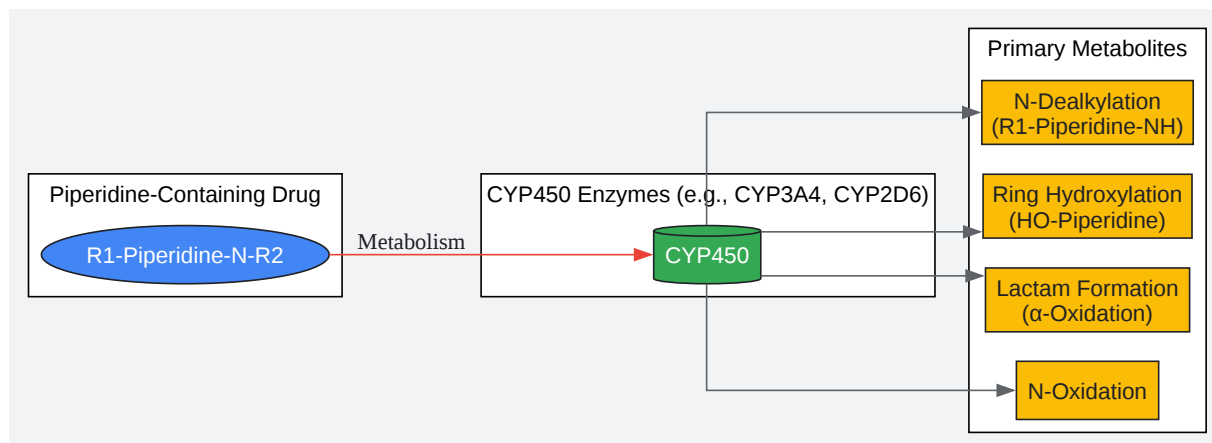 Piperidine-Containing Drug
R1-Piperidine-N-R2
Metabolism
CYP450 Enzymes (e.g., CYP3A4, CYP2D6)
CYP450
Primary Metabolites
N-Dealkylation
(R1-Piperidine-NH)
Ring Hydroxylation
(HO-Piperidine)
Lactam Formation
(α-Oxidation)
N-Oxidation